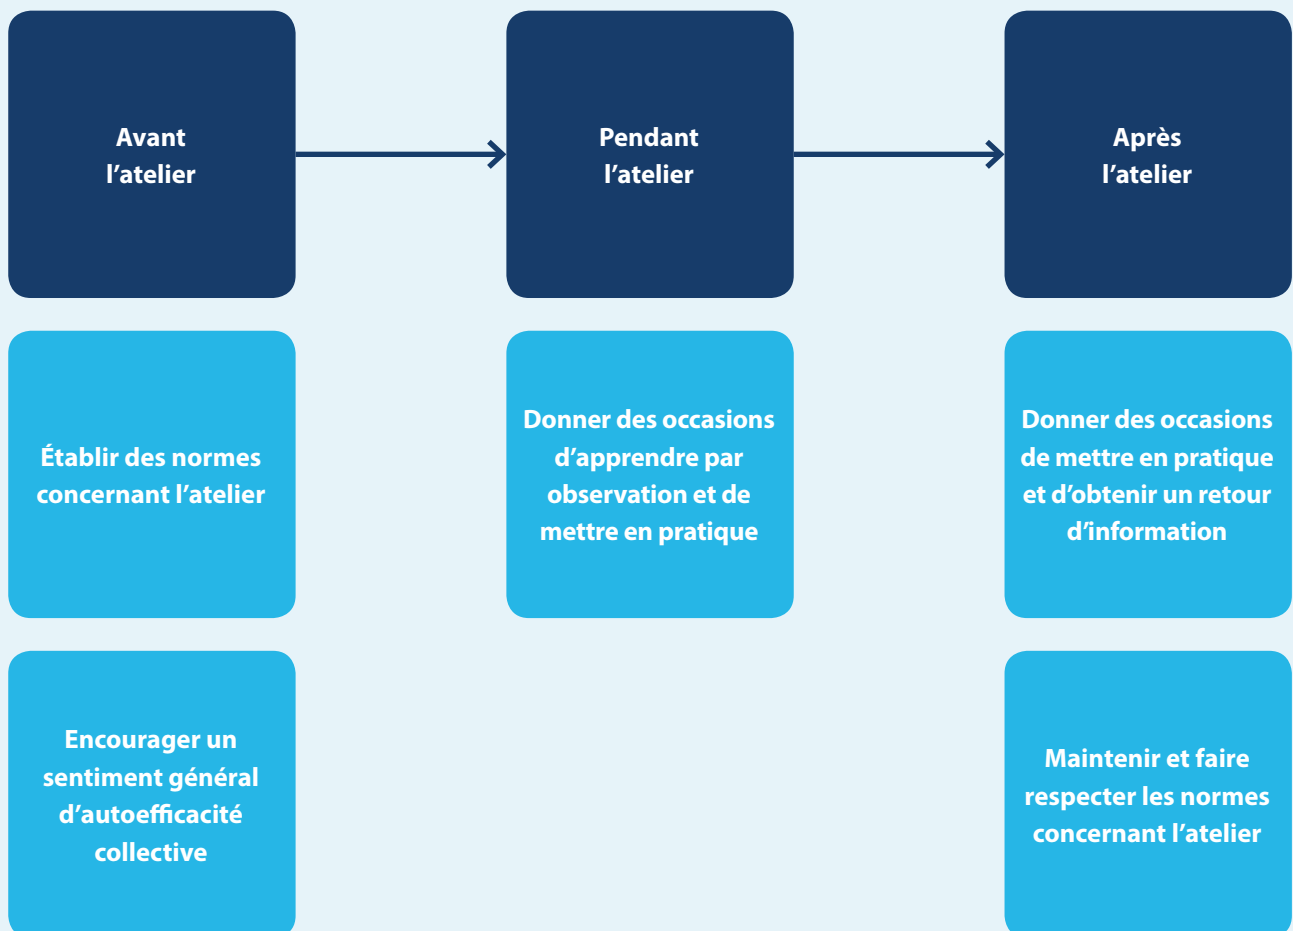 Avant
l’atelier
Pendant
l’atelier
Après
l’atelier
Établir des normes
concernant l’atelier
Donner des occasions
d’apprendre par
observation et de
mettre en pratique
Donner des occasions
de mettre en pratique
et d’obtenir un retour
d’information
Encourager un
sentiment général
d’autoefficacité
collective
Maintenir et faire
respecter les normes
concernant l’atelier